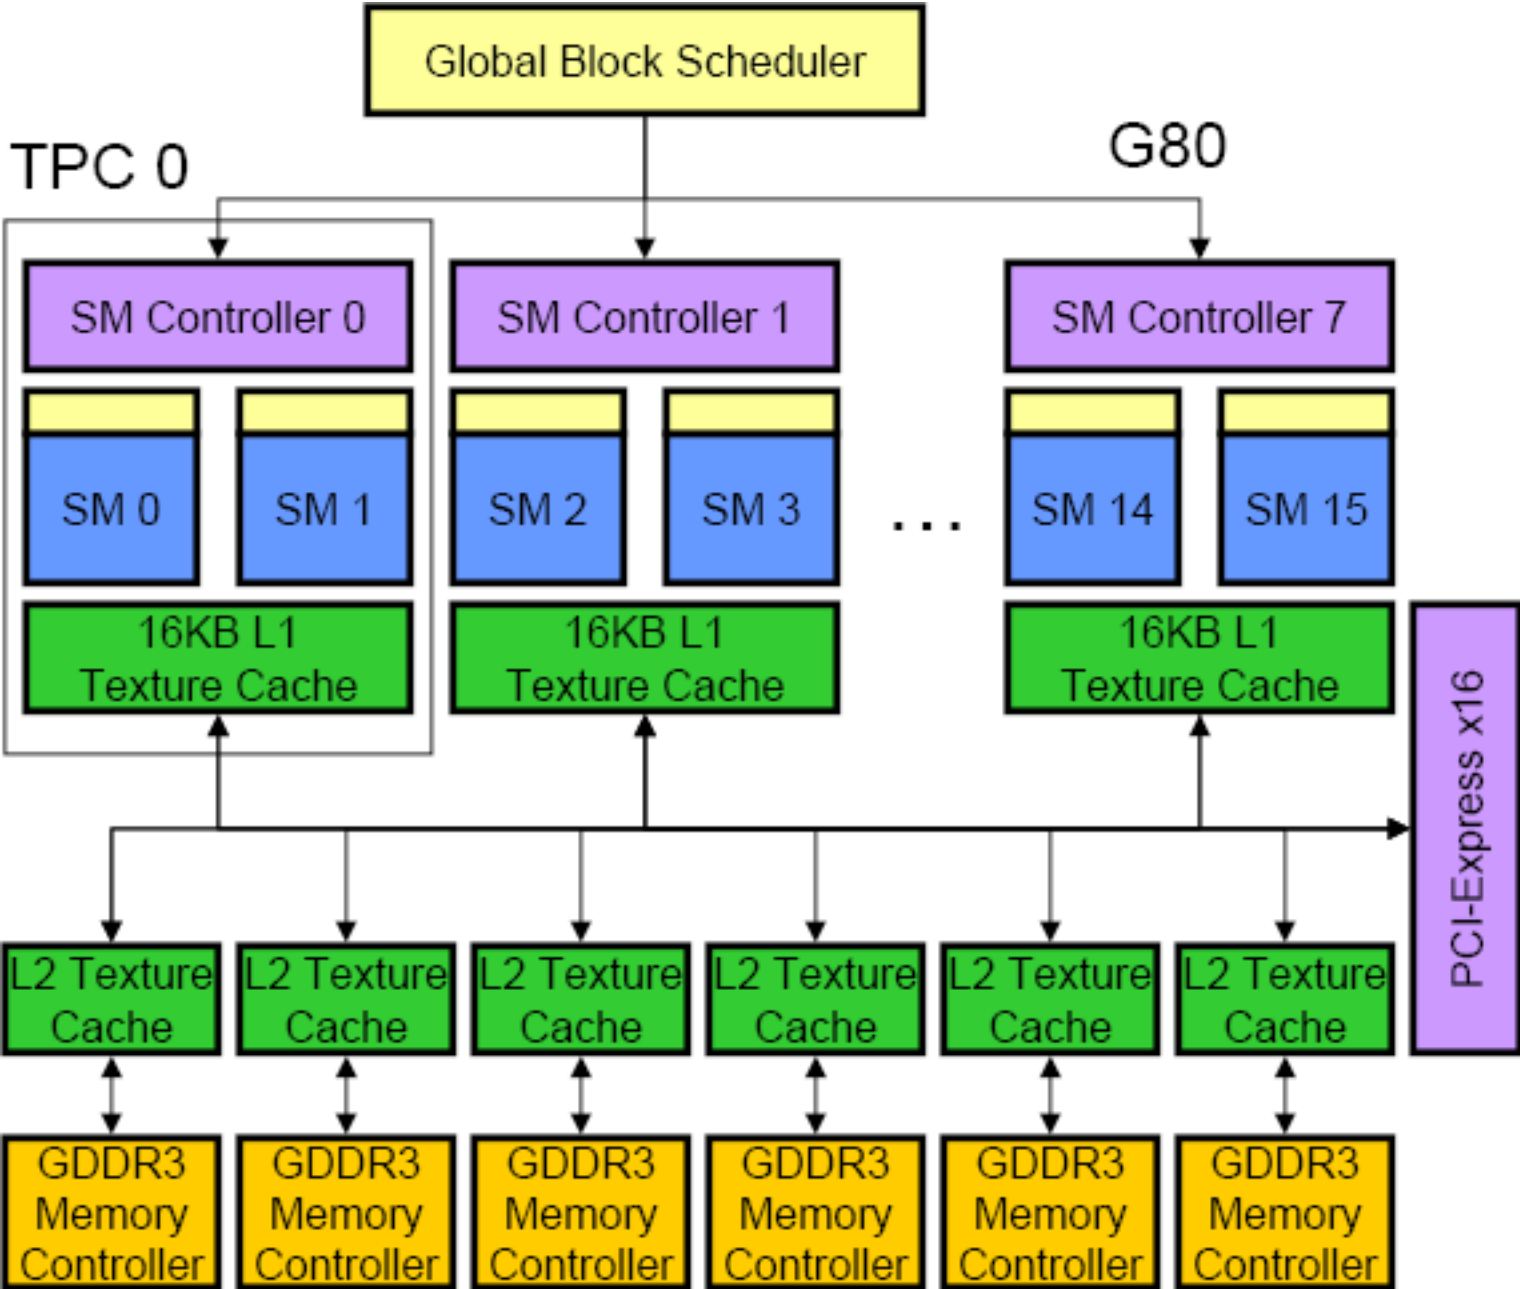 Global Block Scheduler
TPC 0
G80
SM Controller 0
SM Controller 1
SM Controller 7
SM 0
SM 1
SM 2
SM 3
...
SM 14
SM 15
16KB L1
Texture Cache
16KB L1
Texture Cache
16KB L1
Texture Cache
PCI-Express x16
L2 Texture
Cache
L2 Texture
Cache
L2 Texture
Cache
L2 Texture
Cache
L2 Texture
Cache
L2 Texture
Cache
GDDR3
Memory
Controller
GDDR3
Memory
Controller
GDDR3
Memory
Controller
GDDR3
Memory
Controller
GDDR3
Memory
Controller
GDDR3
Memory
Controller